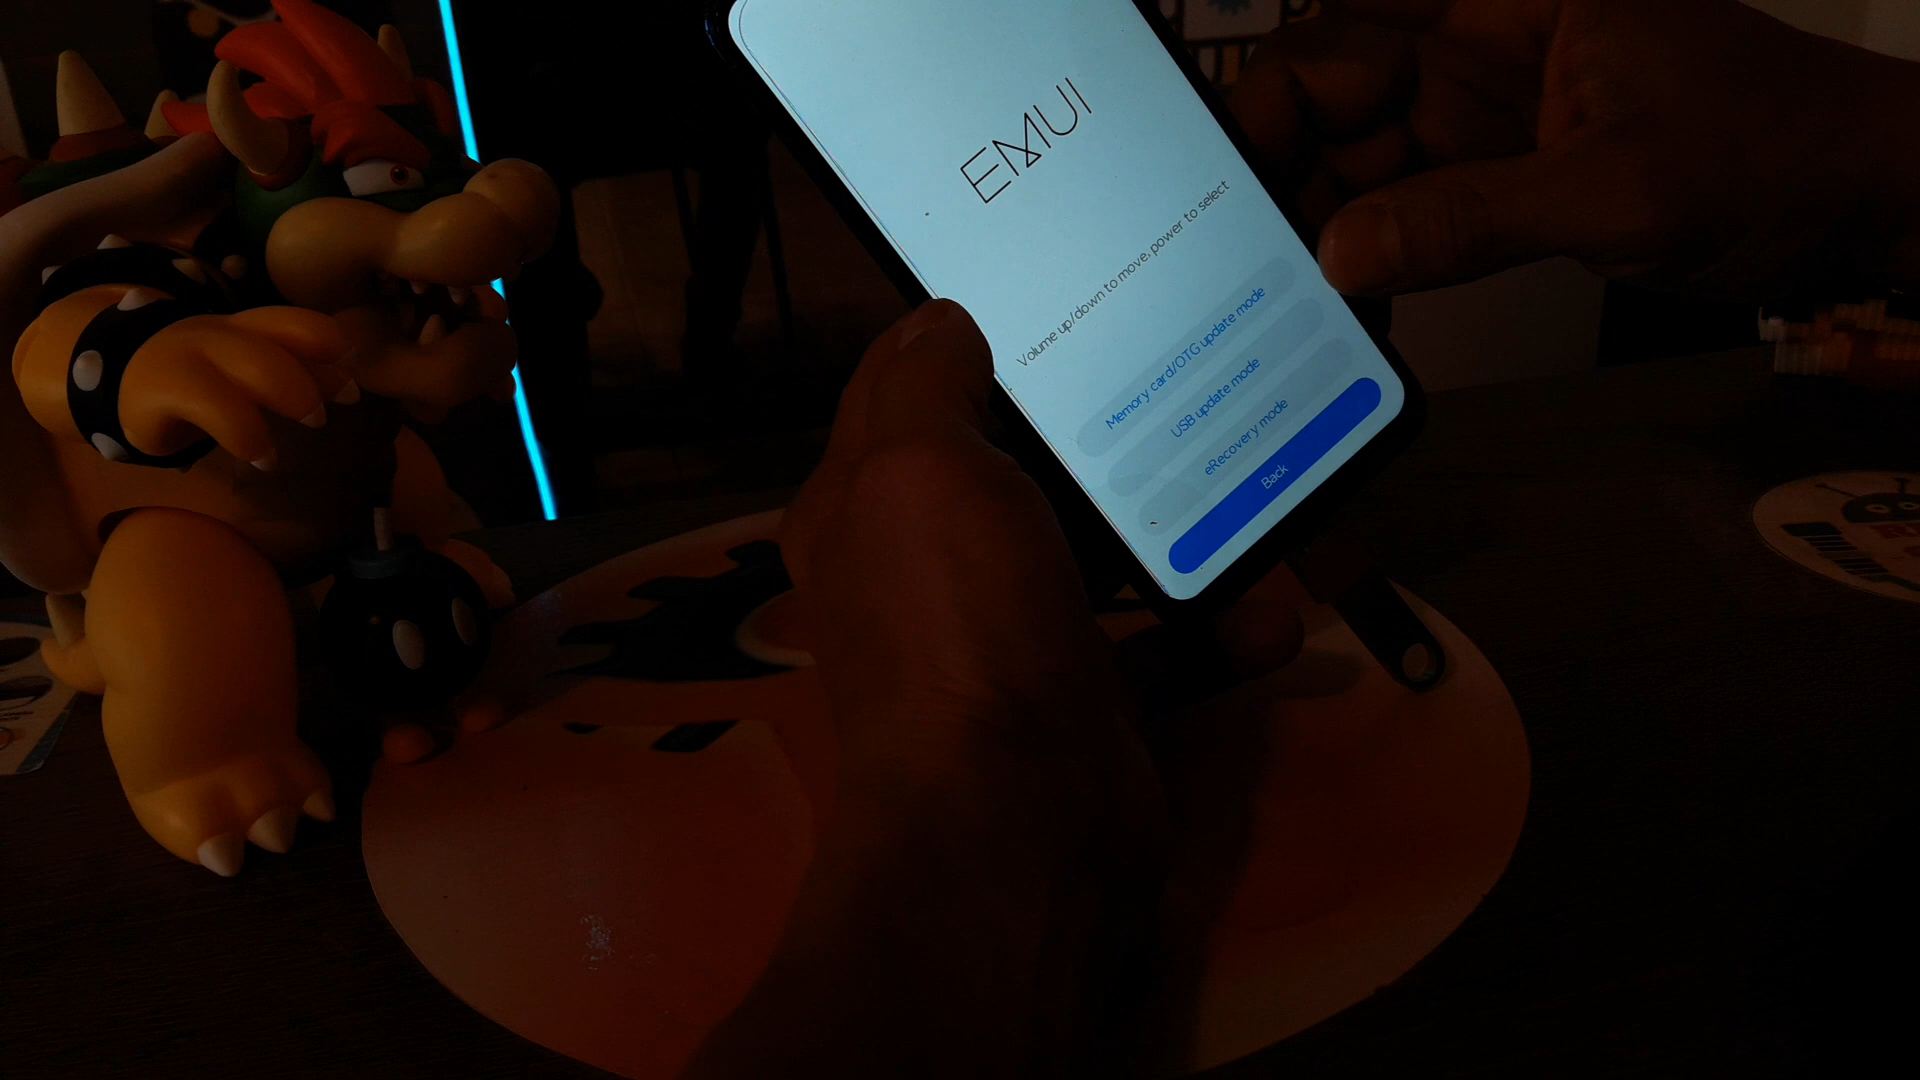 EMUI
Volume up/down to move, power to select
Memory card/OTG update mode
USB update mode
eRecovery mode
Back